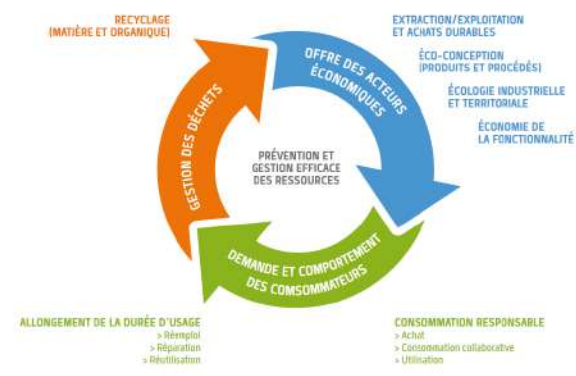 RECYCLAGE
(MATIÈRE ET ORGANIQUE)
EXTRACTION/EXPLOITATION
ET ACHATS DURABLES
ÉCO-CONCEPTION
(PRODUITS ET PROCÉDÉS)
ÉCOLOGIE INDUSTRIELLE
ET TERRITORIALE
ÉCONOMIE DE
LA FONCTIONNALITÉ
OFFRE DES ACTEURS
ÉCONOMIQUES
GESTION DES DÉCHETS
PRÉVENTION ET
GESTION EFFICACE
DES RESSOURCES
DEMANDE ET COMPORTEMENT
DES COMSOMMATEURS
ALLONGEMENT DE LA DURÉE D'USAGE
> Réemploi
> Réparation
> Réutilisation
CONSOMMATION RESPONSABLE
> Achat
> Consommation collaborative
> Utilisation